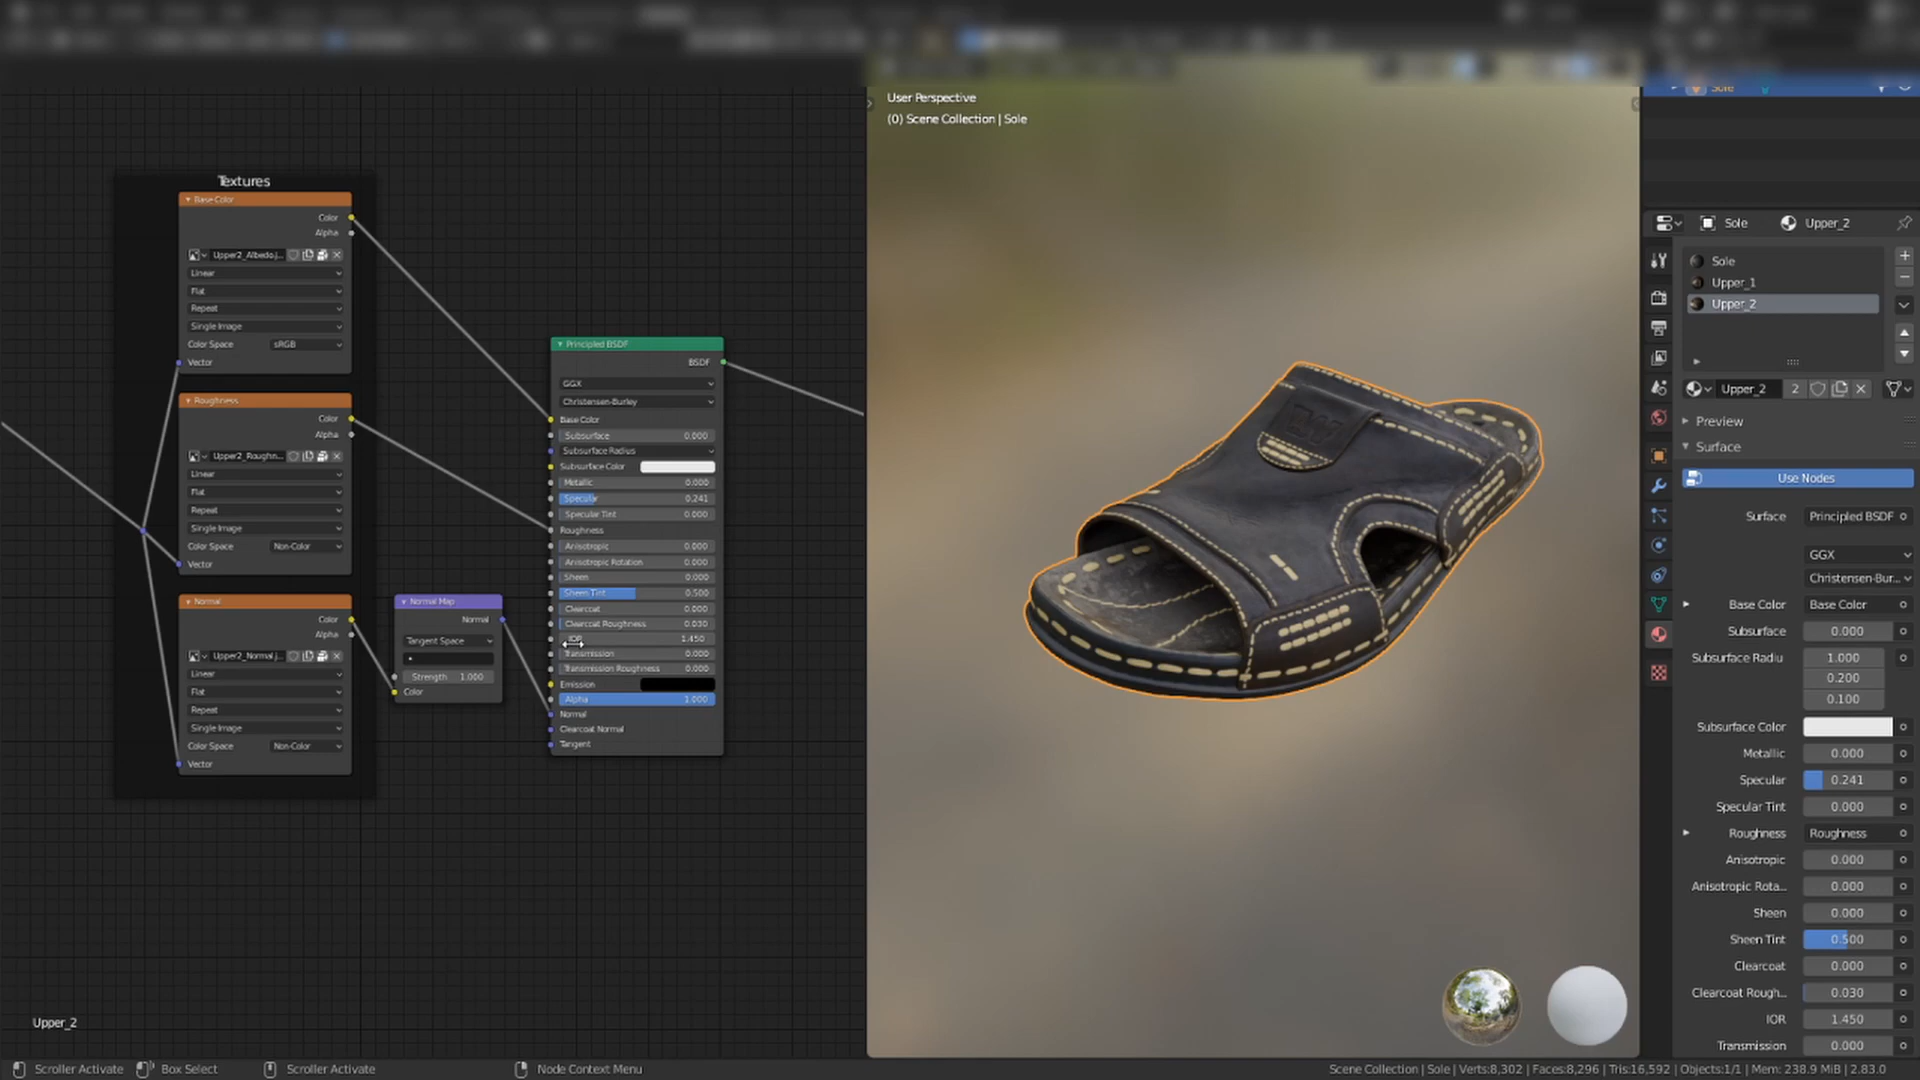 Textures
Base Color
Color
Alpha
Upper2_Albedo.j...
Linear
Flat
Repeat
Single Image
Color Space sRGB
Vector
Roughness
Color
Alpha
Upper2_Roughn...
Linear
Flat
Repeat
Single Image
Color Space Non-Color
Vector
Normal
Color
Alpha
Upper2_Normal.j...
Linear
Flat
Repeat
Single Image
Color Space Non-Color
Vector
Normal Map
Normal
Tangent Space
Strength 1.000
Color
Principled BSDF
BSDF
GGX
Christensen-Burley
Base Color
Subsurface 0.000
Subsurface Radius
Subsurface Color
Metallic 0.000
Specular 0.241
Specular Tint 0.000
Roughness
Anisotropic 0.000
Anisotropic Rotation 0.000
Sheen 0.000
Sheen Tint 0.500
Clearcoat 0.000
Clearcoat Roughness 0.030
IOR 1.450
Transmission 0.000
Transmission Roughness 0.000
Emission
Alpha 1.000
Normal
Clearcoat Normal
Tangent
Upper_2
User Perspective
(0) Scene Collection | Sole
Sole
Sole Upper_2
Sole
Upper_1
Upper_2
Upper_2 2
Preview
Surface
Use Nodes
Surface Principled BSDF
GGX
Christensen-Bur...
Base Color Base Color
Subsurface 0.000
Subsurface Radiu 1.000
0.200
0.100
Subsurface Color
Metallic 0.000
Specular 0.241
Specular Tint 0.000
Roughness Roughness
Anisotropic 0.000
Anisotropic Rota... 0.000
Sheen 0.000
Sheen Tint 0.500
Clearcoat 0.000
Clearcoat Rough... 0.030
IOR 1.450
Transmission 0.000
Scroller Activate Box Select Scroller Activate Node Context Menu
Scene Collection | Sole | Verts:8,302 | Faces:8,296 | Tris:16,592 | Objects:1/1 | Mem: 238.9 MiB | 2.83.0